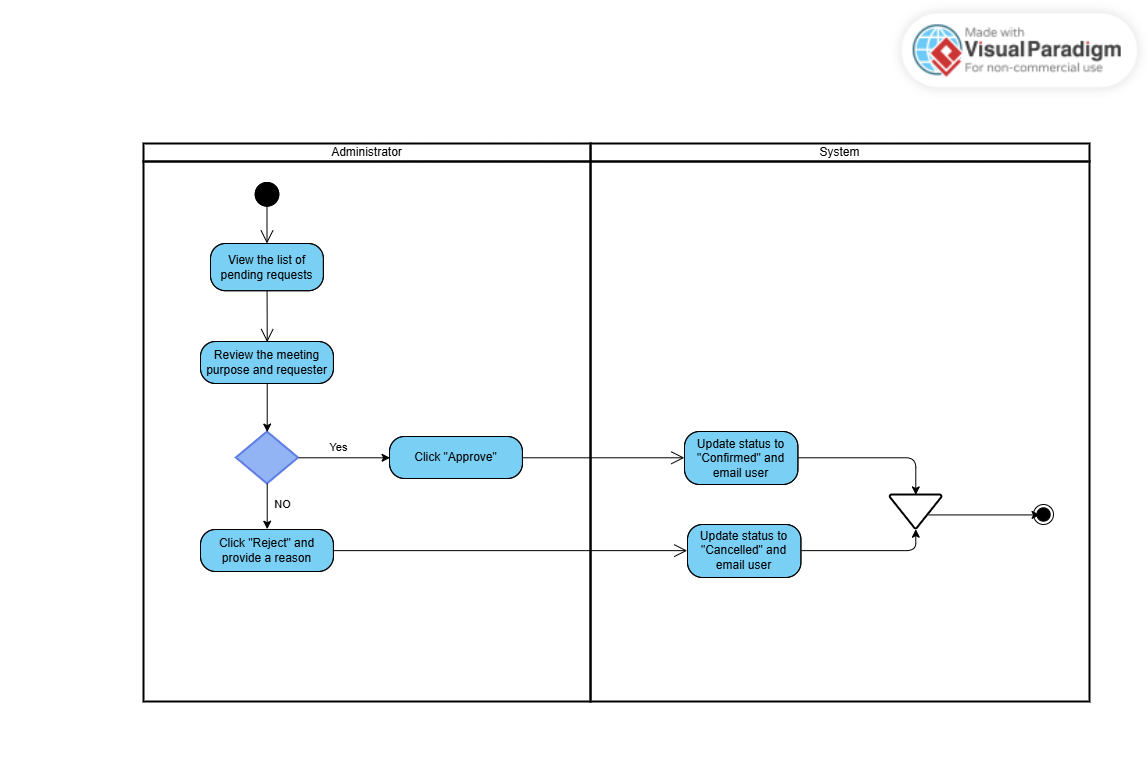 Made with
Visual Paradigm
For non-commercial use
Administrator
System
View the list of
pending requests
Review the meeting
purpose and requester
Yes
Click "Approve"
Update status to
"Confirmed" and
email user
NO
Click "Reject" and
provide a reason
Update status to
"Cancelled" and
email user